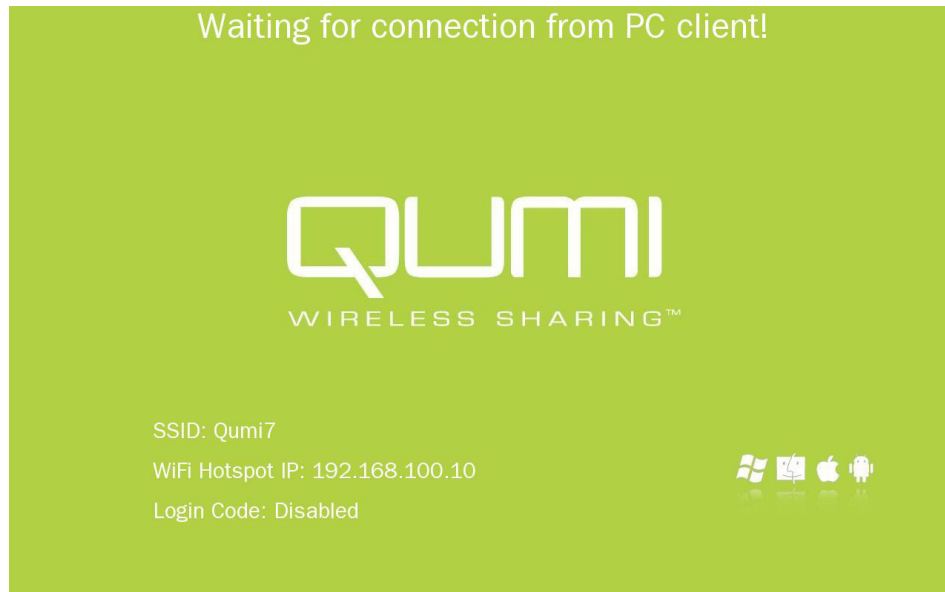 Waiting for connection from PC client!
QUMI
WIRELESS SHARING™
SSID: Qumi7
WiFi Hotspot IP: 192.168.100.10
Login Code: Disabled